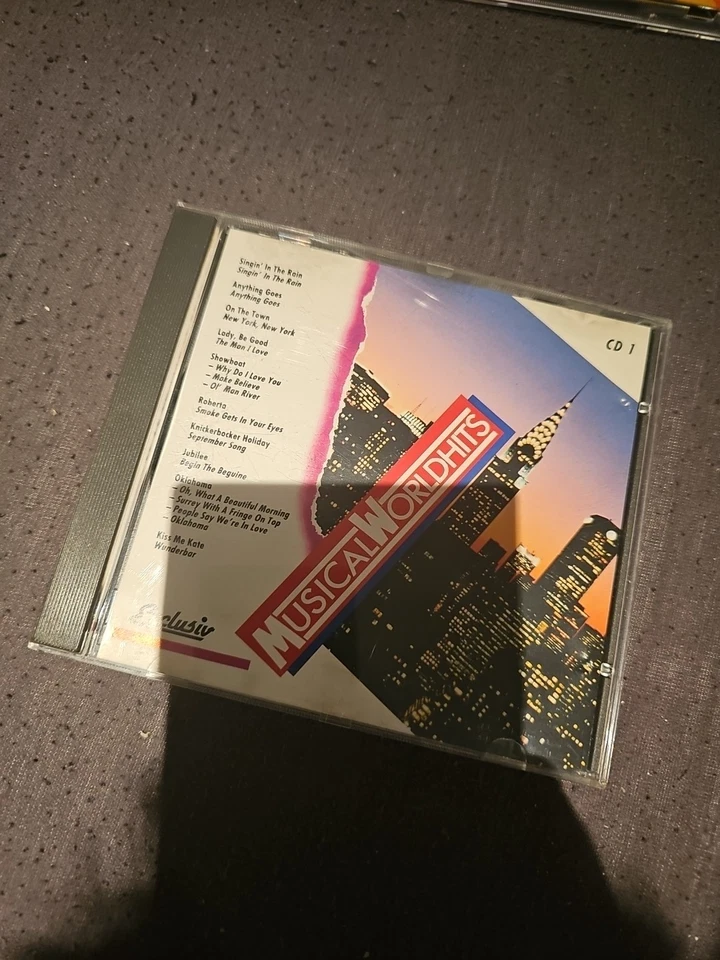 Singin' In The Rain
Singin' In The Rain
Anything Goes
Anything Goes
On The Town
New York, New York
Lady, Be Good
The Man I Love
Showboat
– Why Do I Love You
– Make Believe
– Ol' Man River
Roberta
Smoke Gets In Your Eyes
Knickerbocker Holiday
September Song
Jubilee
Begin The Beguine
Oklahoma
– Oh, What A Beautiful Morning
– Surrey With A Fringe On Top
– People Say We're In Love
– Oklahoma
Kiss Me Kate
Wunderbar
Exclusiv
MUSICAL WORLDHITS
CD 1